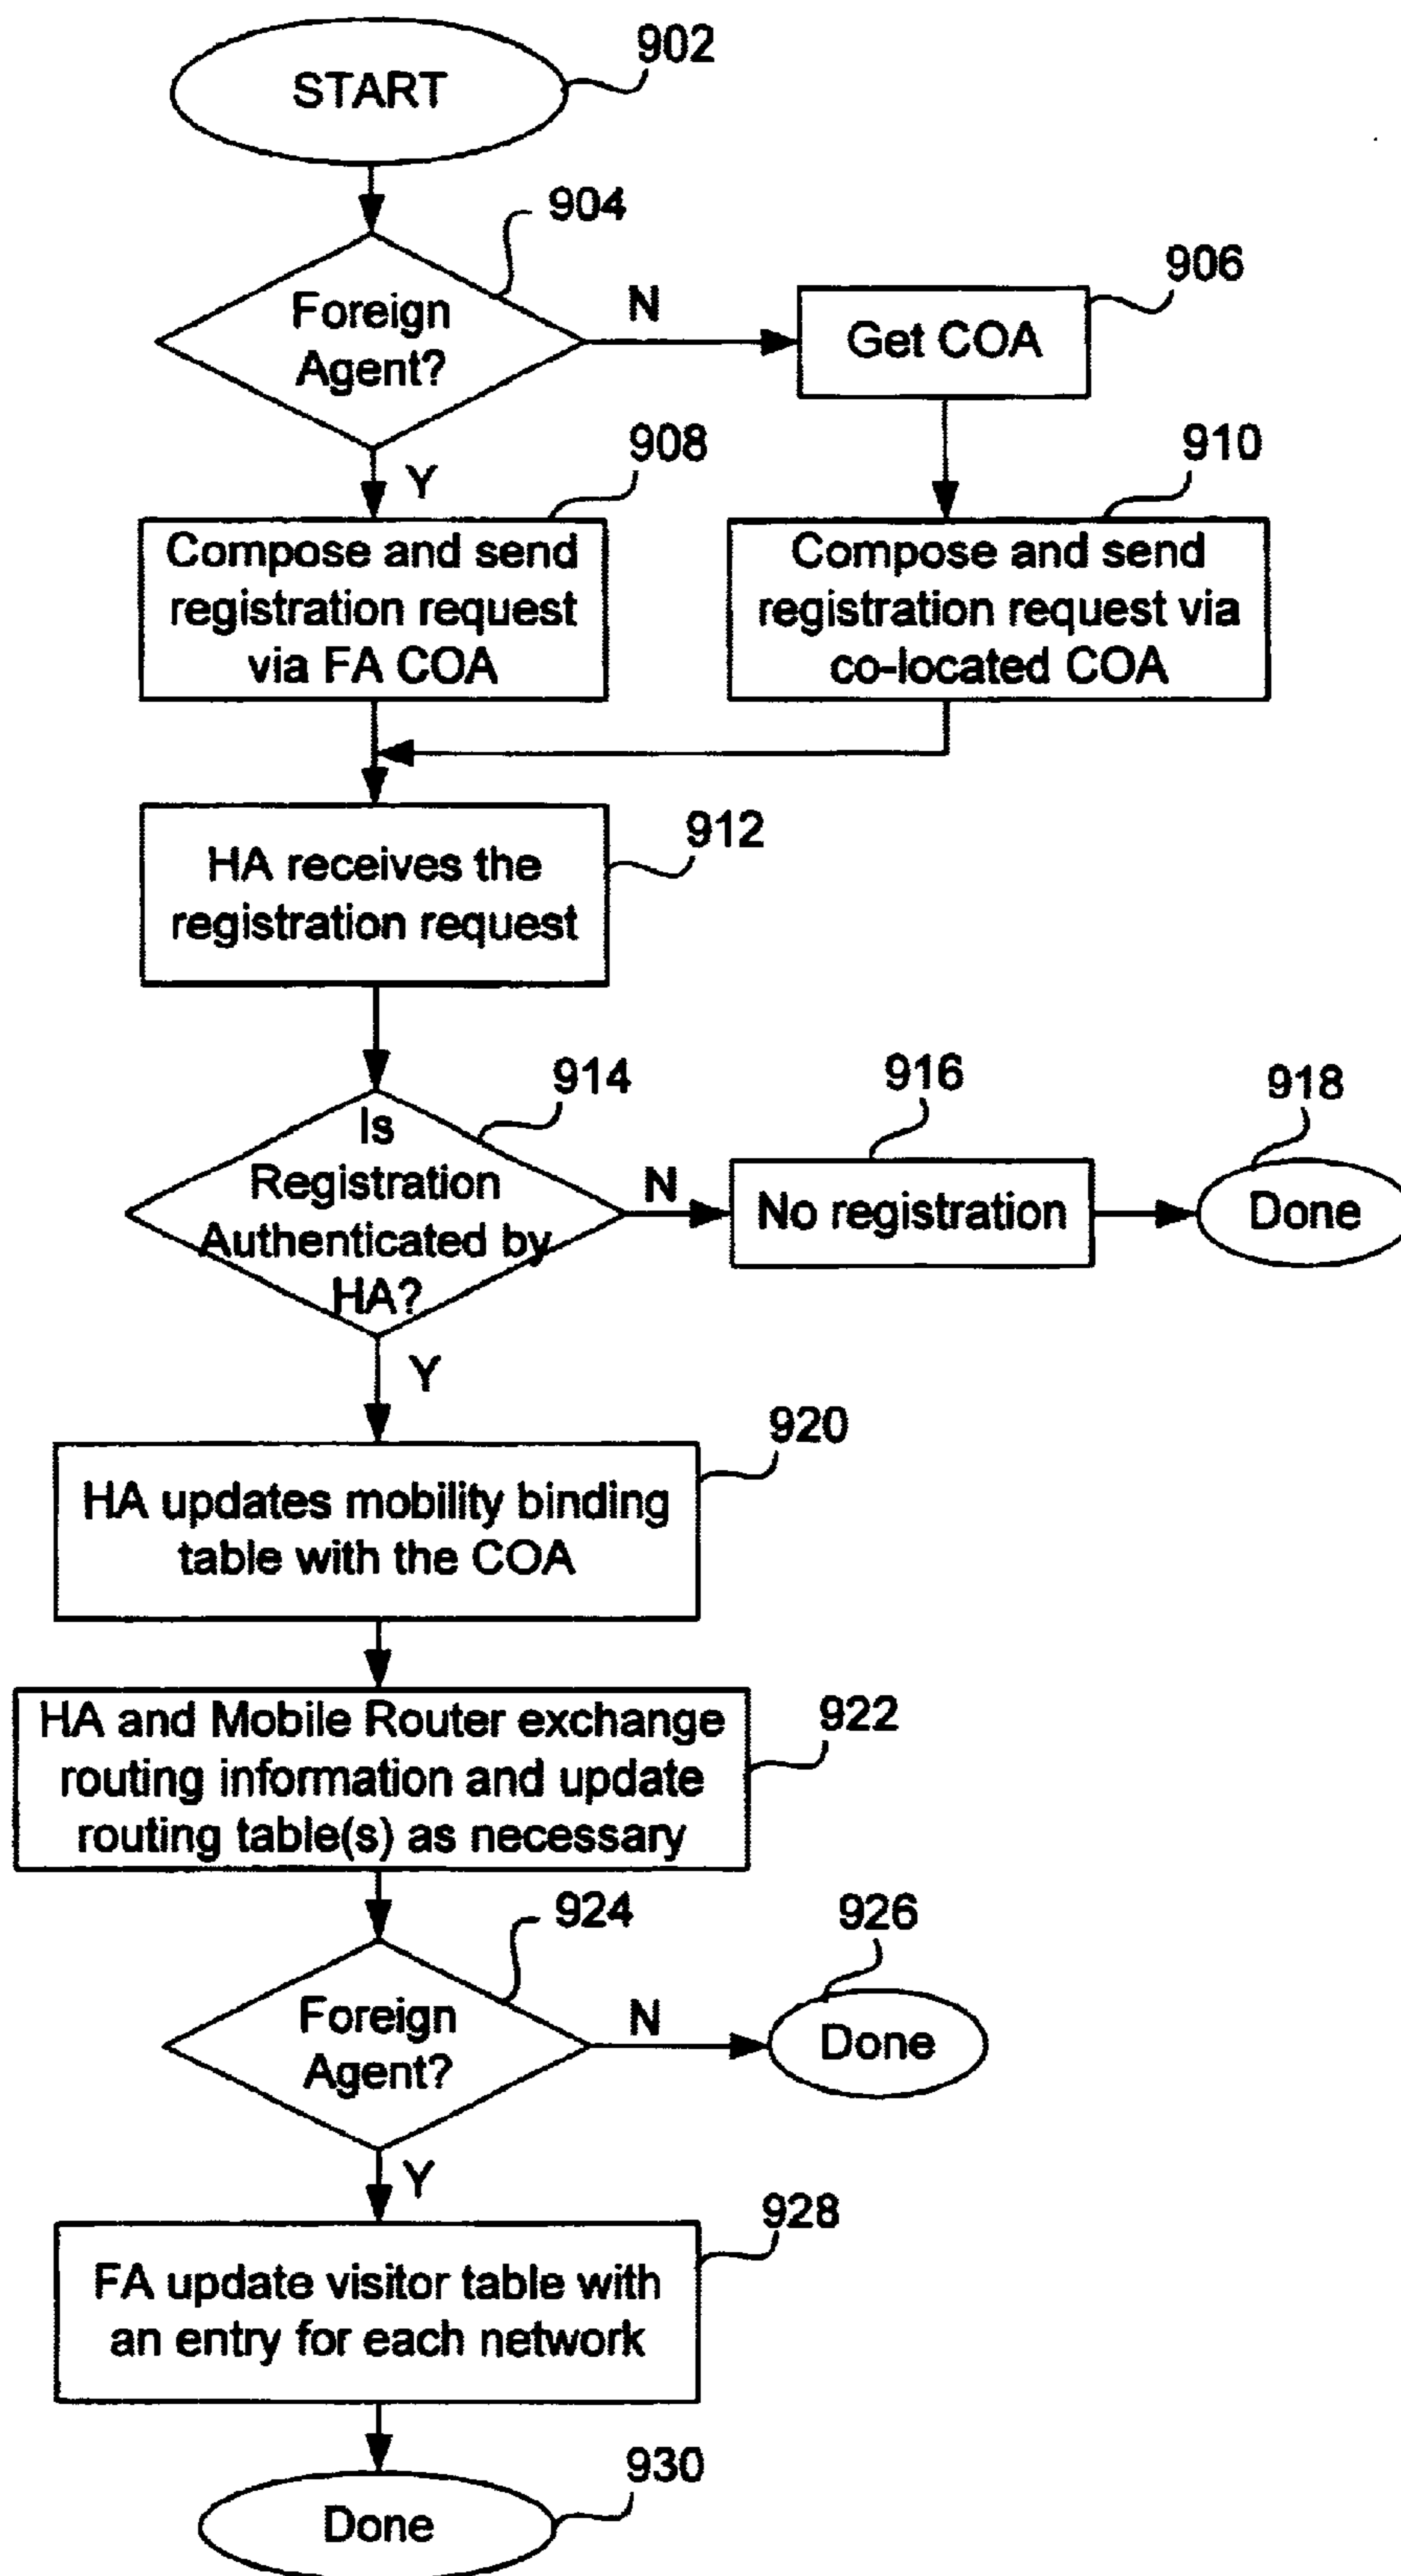 START
902
Foreign
Agent?
904
N
Get COA
906
Y
Compose and send
registration request
via FA COA
908
Compose and send
registration request via
co-located COA
910
HA receives the
registration request
912
Is
Registration
Authenticated by
HA?
914
N
No registration
916
Done
918
Y
HA updates mobility binding
table with the COA
920
HA and Mobile Router exchange
routing information and update
routing table(s) as necessary
922
Foreign
Agent?
924
N
Done
926
Y
FA update visitor table with
an entry for each network
928
Done
930